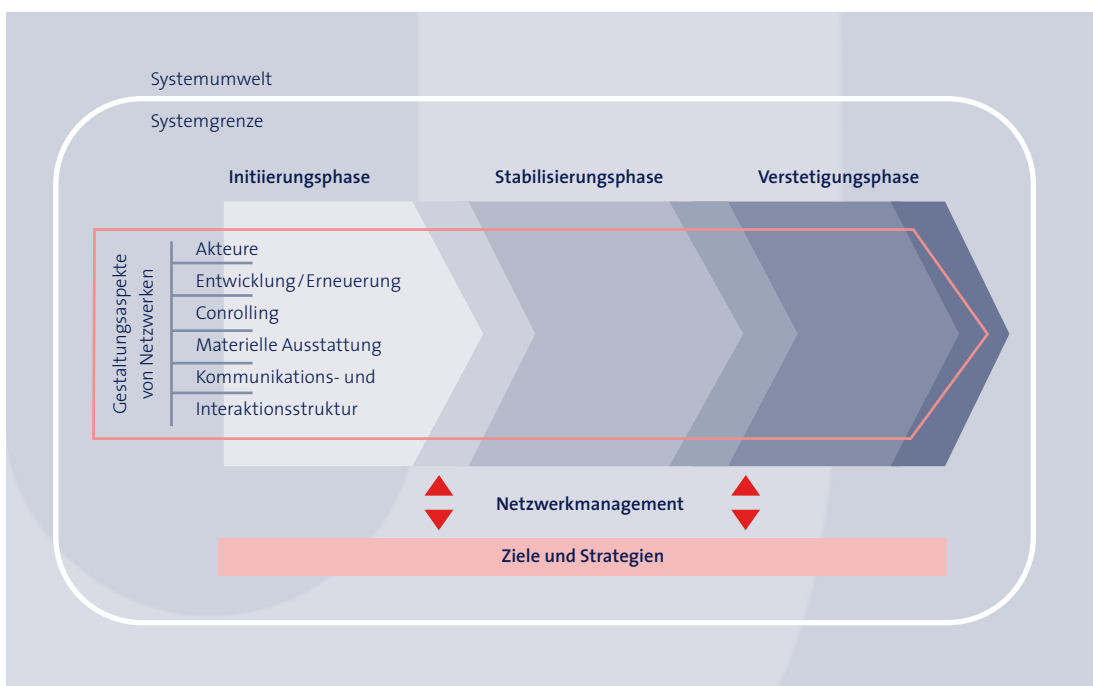 Systemumwelt
Systemgrenze
Initiierungsphase
Stabilisierungsphase
Verstetigungsphase
Gestaltungsaspekte
von Netzwerken
Akteure
Entwicklung/Erneuerung
Conrolling
Materielle Ausstattung
Kommunikations- und
Interaktionsstruktur
Netzwerkmanagement
Ziele und Strategien